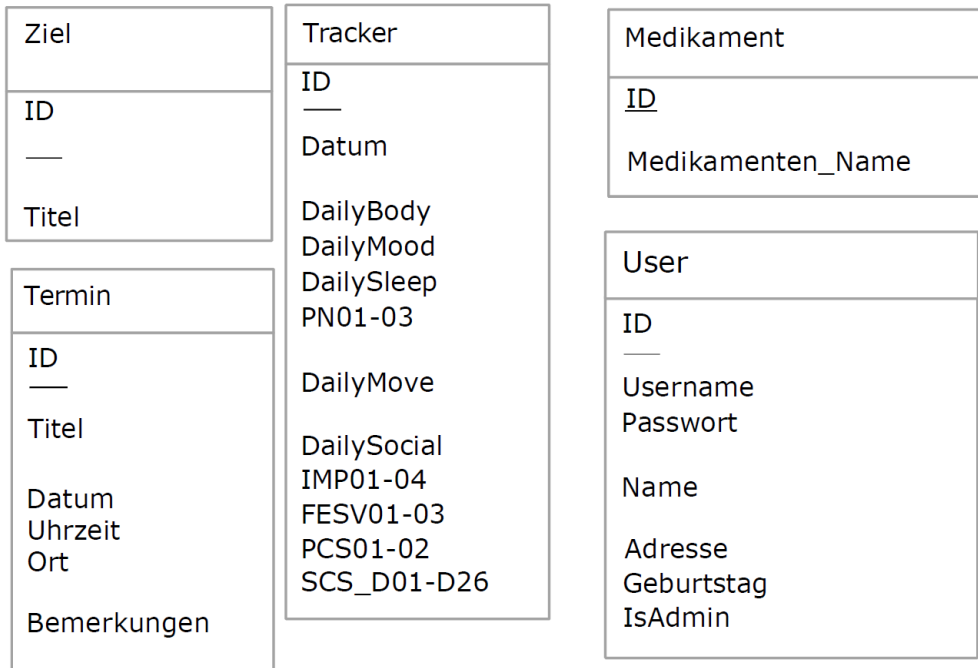 Ziel
ID
Titel
Termin
ID
Titel
Datum
Uhrzeit
Ort
Bemerkungen
Tracker
ID
Datum
DailyBody
DailyMood
DailySleep
PN01-03
DailyMove
DailySocial
IMP01-04
FESV01-03
PCS01-02
SCS_D01-D26
Medikament
ID
Medikamenten_Name
User
ID
Username
Passwort
Name
Adresse
Geburtstag
IsAdmin